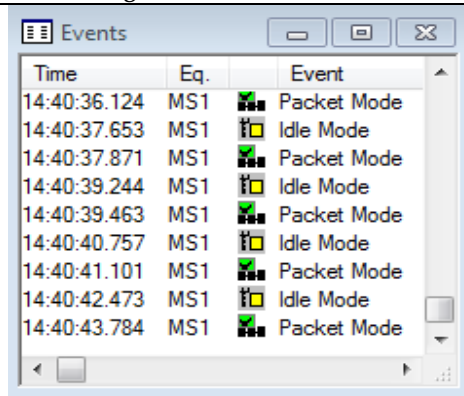 Events
Time Eq. Event
14:40:36.124 MS1 Packet Mode
14:40:37.653 MS1 Idle Mode
14:40:37.871 MS1 Packet Mode
14:40:39.244 MS1 Idle Mode
14:40:39.463 MS1 Packet Mode
14:40:40.757 MS1 Idle Mode
14:40:41.101 MS1 Packet Mode
14:40:42.473 MS1 Idle Mode
14:40:43.784 MS1 Packet Mode